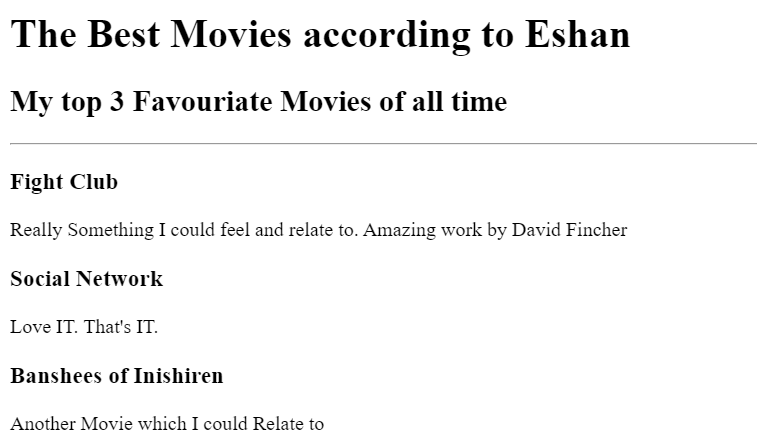 The Best Movies according to Eshan
My top 3 Favouriate Movies of all time
Fight Club
Really Something I could feel and relate to. Amazing work by David Fincher
Social Network
Love IT. That's IT.
Banshees of Inishiren
Another Movie which I could Relate to